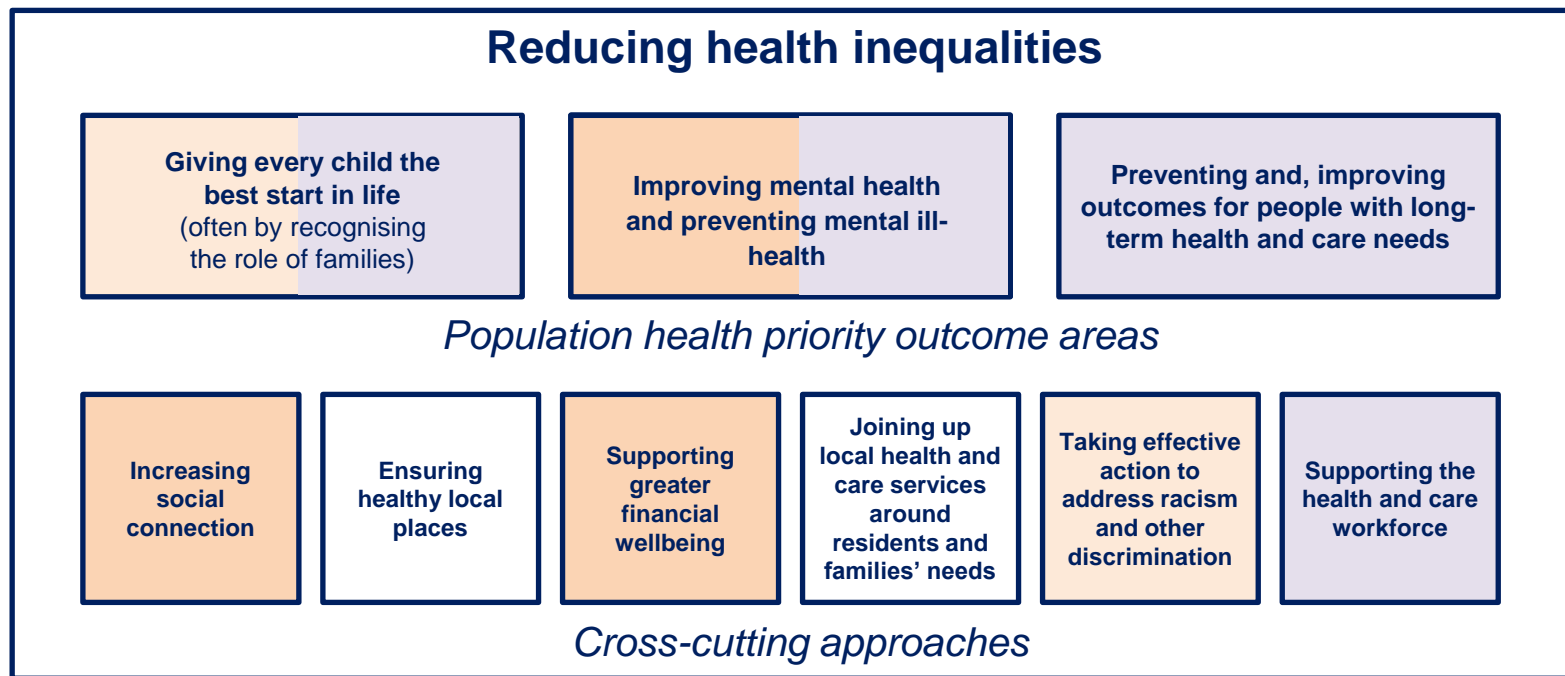 Reducing health inequalities
Giving every child the
best start in life
(often by recognising
the role of families)
Improving mental health
and preventing mental ill-
health
Preventing and, improving
outcomes for people with long-
term health and care needs
Population health priority outcome areas
Increasing
social
connection
Ensuring
healthy local
places
Supporting
greater
financial
wellbeing
Joining up
local health and
care services
around
residents and
families’ needs
Taking effective
action to
address racism
and other
discrimination
Supporting the
health and care
workforce
Cross-cutting approaches